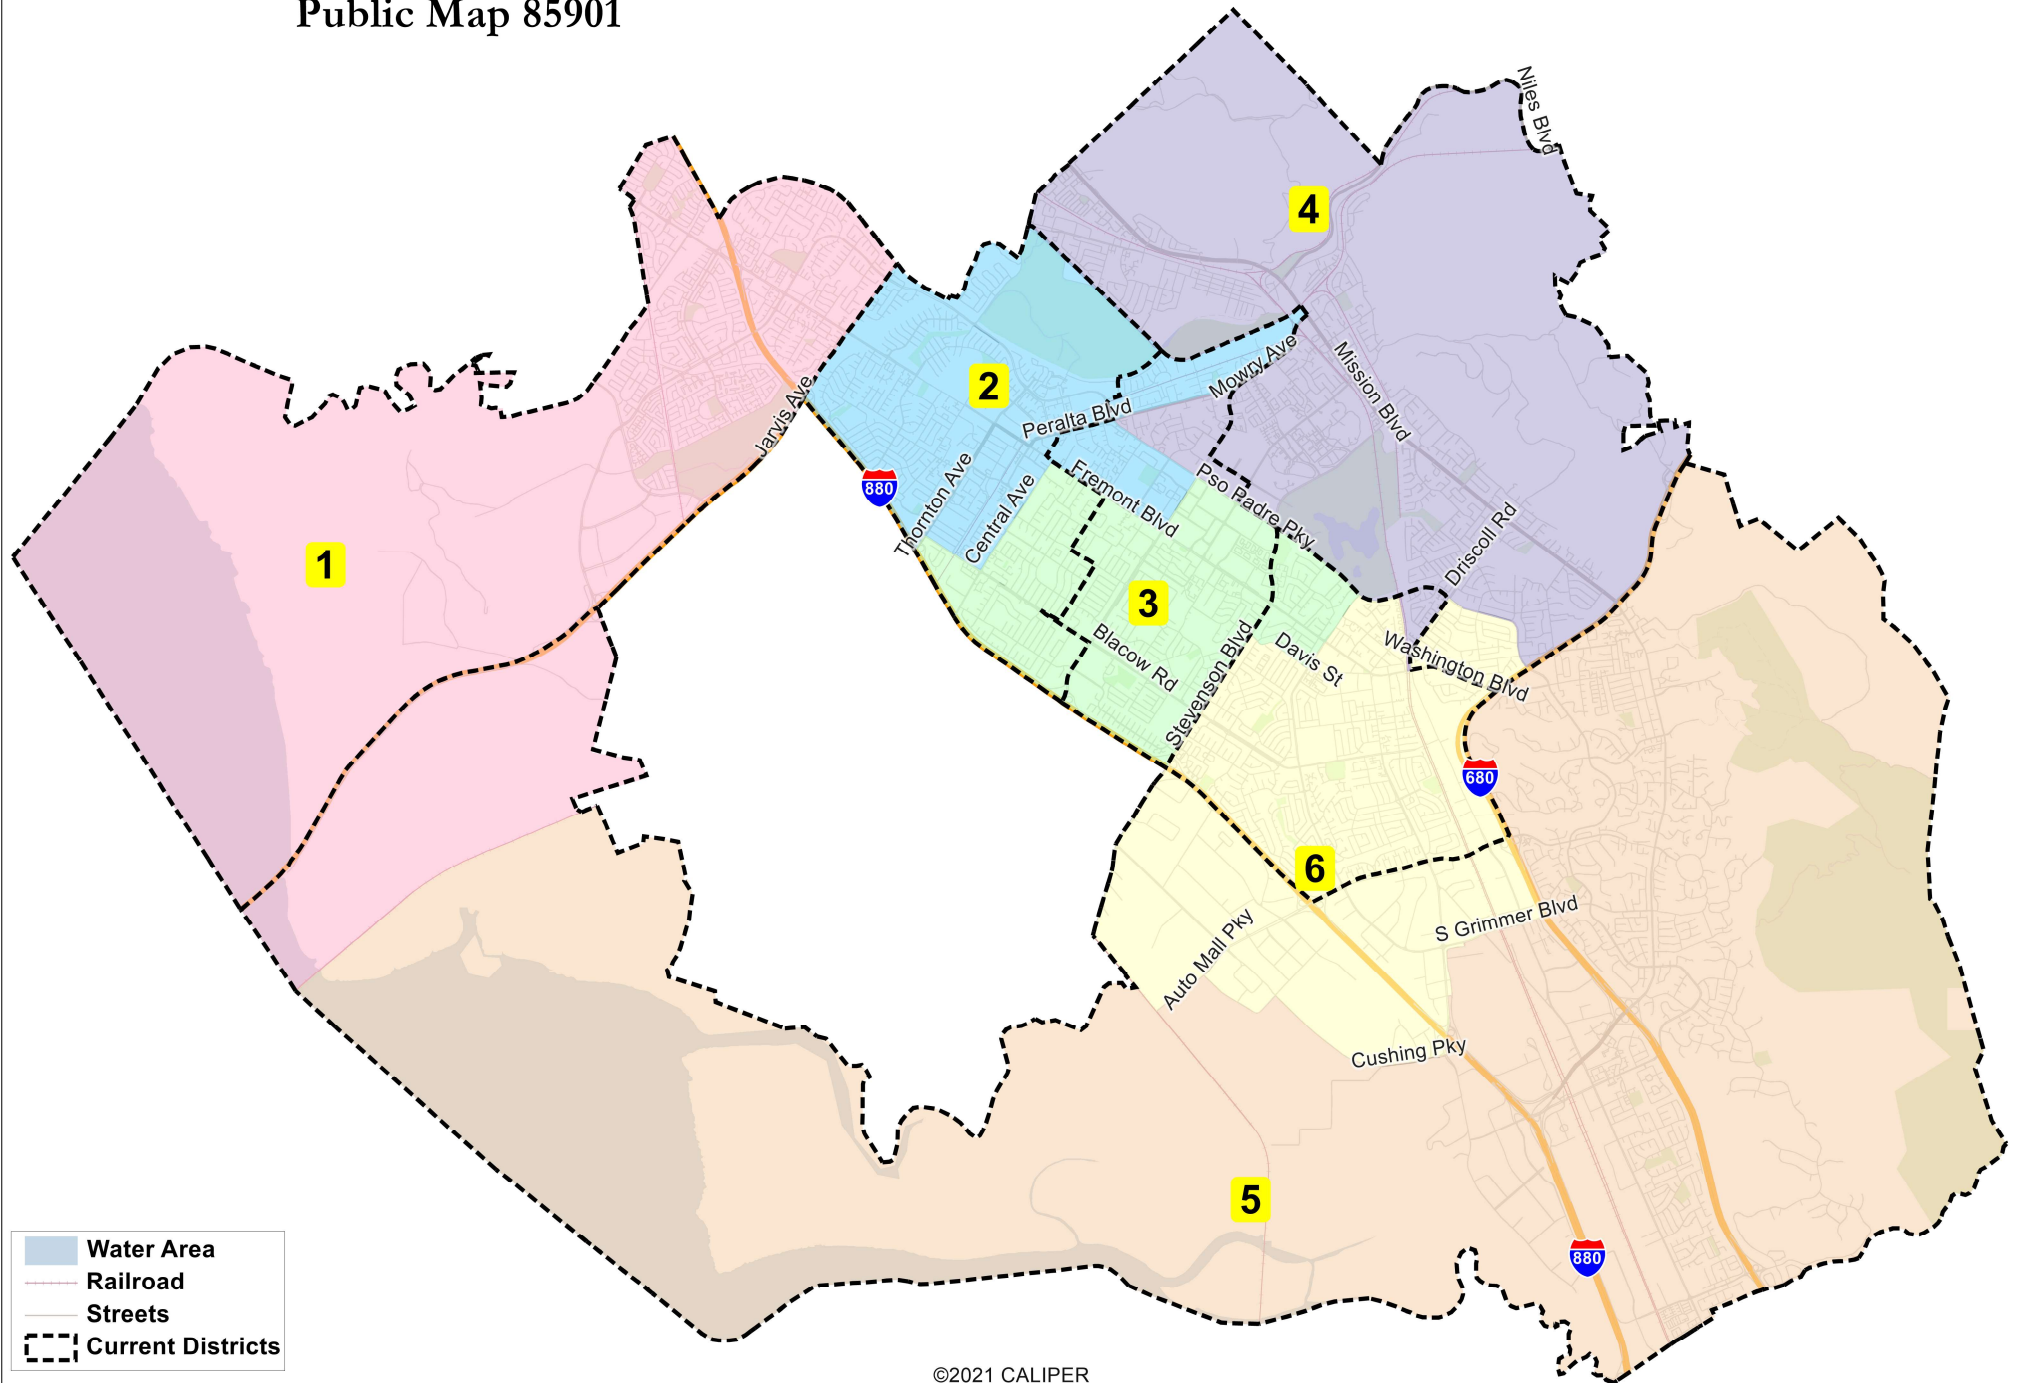 Public Map 85901
Niles Blvd
4
Mission Blvd
Mowry Ave
2
Peralta Blvd
Jarvis Ave
880
Thornton Ave
Central Ave
Fremont Blvd
Pso Padre Pky
Driscoll Rd
1
3
Blacow Rd
Stevenson Blvd
Davis St
Washington Blvd
680
6
S Grimmer Blvd
Auto Mall Pky
Cushing Pky
5
880
Water Area
Railroad
Streets
Current Districts
©2021 CALIPER